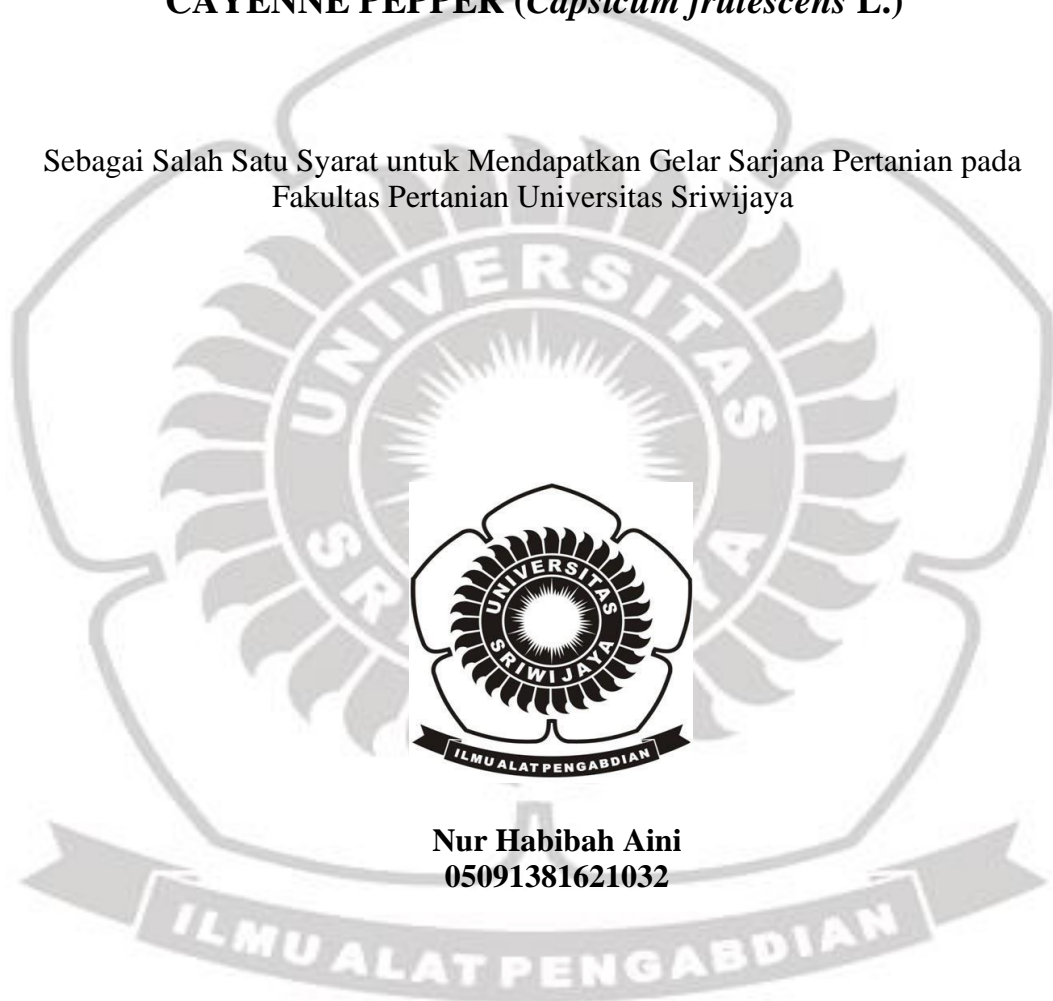 CAYENNE PEPPER (Capsicum frutescens L.)
Sebagai Salah Satu Syarat untuk Mendapatkan Gelar Sarjana Pertanian pada
Fakultas Pertanian Universitas Sriwijaya
UNIVERSITAS
SRIWIJAYA
ILMU ALAT PENGABDIAN
Nur Habibah Aini
05091381621032
UNIVERSITAS
ILMU ALAT PENGABDIAN